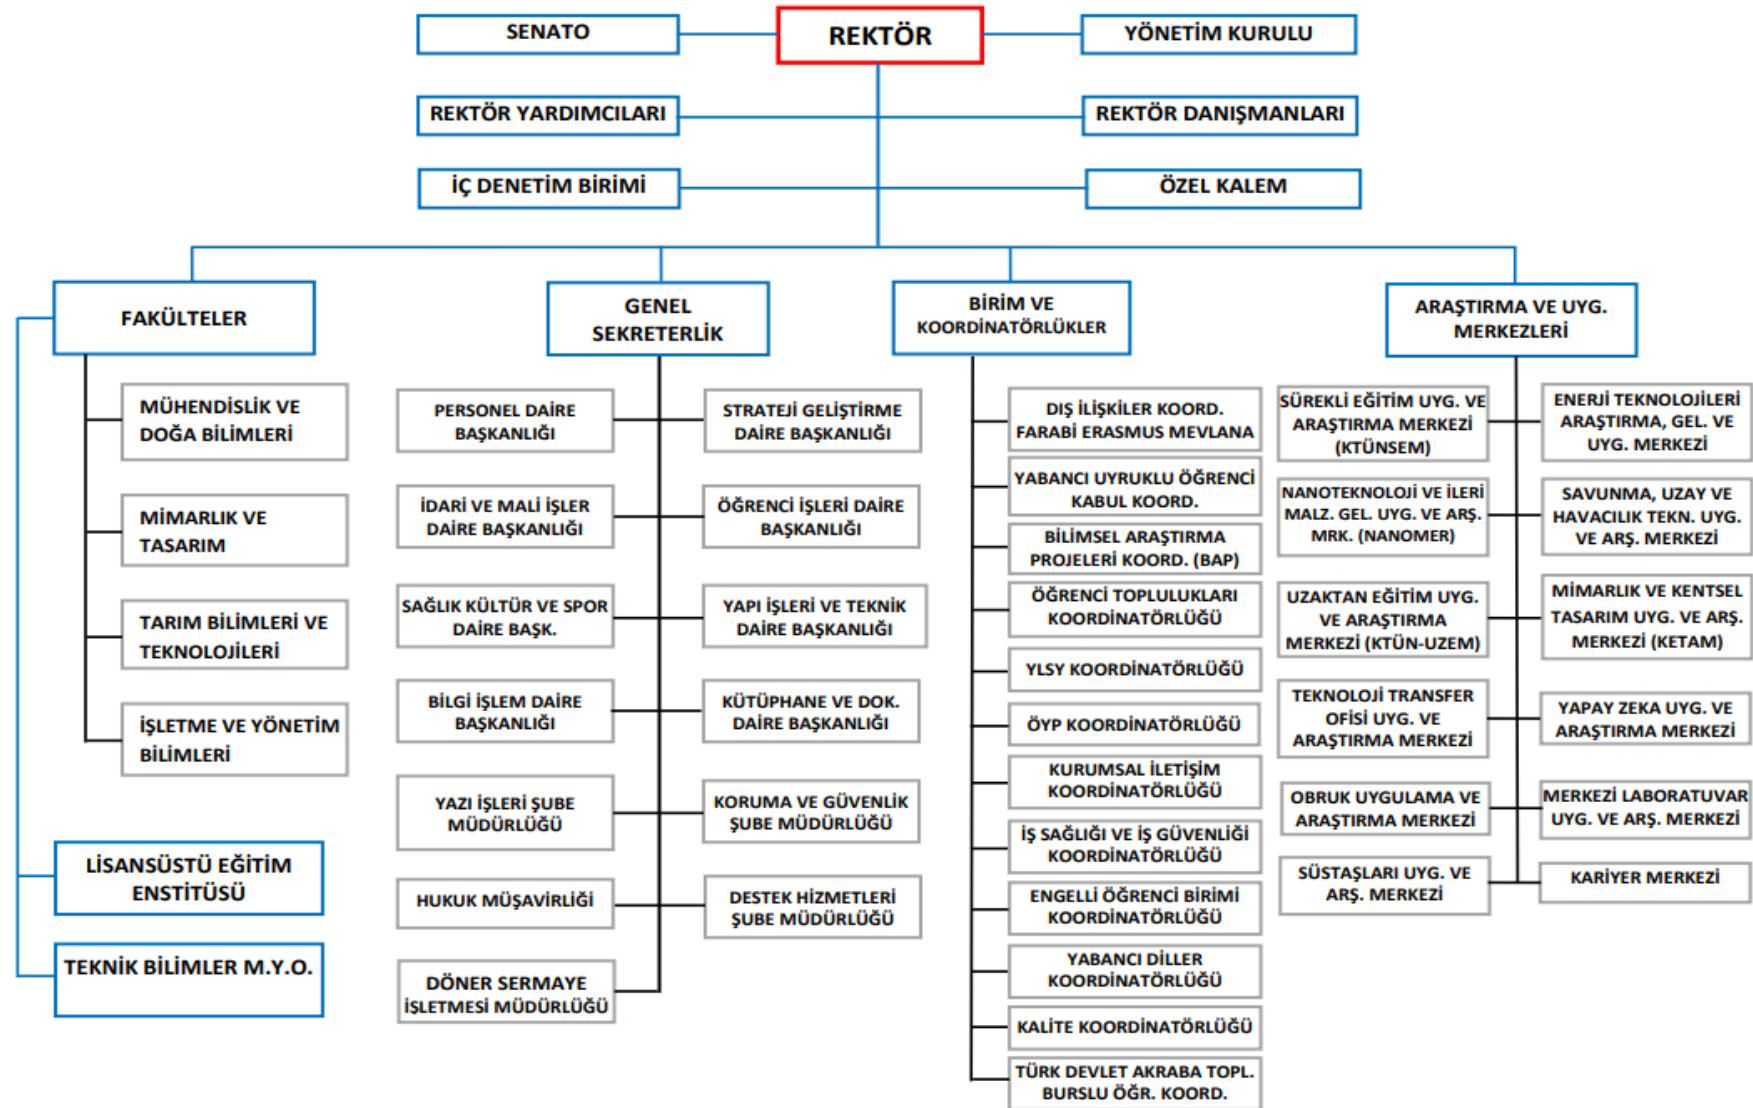 SENATO
REKTÖR
YÖNETİM KURULU
REKTÖR YARDIMCILARI
REKTÖR DANIŞMANLARI
İÇ DENETİM BİRİMİ
ÖZEL KALEM
FAKÜLTELER
MÜHENDİSLİK VE
DOĞA BİLİMLERİ
MİMARLIK VE
TASARIM
TARIM BİLİMLERİ VE
TEKNOLOJİLERİ
İŞLETME VE YÖNETİM
BİLİMLERİ
LİSANSÜSTÜ EĞİTİM
ENSTİTÜSÜ
TEKNİK BİLİMLER M.Y.O.
GENEL
SEKRETERLİK
PERSONEL DAİRE
BAŞKANLIĞI
STRATEJİ GELİŞTİRME
DAİRE BAŞKANLIĞI
İDARİ VE MALİ İŞLER
DAİRE BAŞKANLIĞI
ÖĞRENCİ İŞLERİ DAİRE
BAŞKANLIĞI
SAĞLIK KÜLTÜR VE SPOR
DAİRE BAŞK.
YAPI İŞLERİ VE TEKNİK
DAİRE BAŞKANLIĞI
BİLGİ İŞLEM DAİRE
BAŞKANLIĞI
KÜTÜPHANE VE DOK.
DAİRE BAŞKANLIĞI
YAZI İŞLERİ ŞUBE
MÜDÜRLÜĞÜ
KORUMA VE GÜVENLİK
ŞUBE MÜDÜRLÜĞÜ
HUKUK MÜŞAVİRLİĞİ
DESTEK HİZMETLERİ
ŞUBE MÜDÜRLÜĞÜ
DÖNER SERMAYE
İŞLETMESİ MÜDÜRLÜĞÜ
BİRİM VE
KOORDİNATÖRLÜKLER
DIŞ İLİŞKİLER KOORD.
FARABİ ERASMUS MEVLANA
YABANCI UYRUKLU ÖĞRENCİ
KABUL KOORD.
BİLİMSEL ARAŞTIRMA
PROJELERİ KOORD. (BAP)
ÖĞRENCİ TOPLULUKLARI
KOORDİNATÖRLÜĞÜ
YLSY KOORDİNATÖRLÜĞÜ
ÖYP KOORDİNATÖRLÜĞÜ
KURUMSAL İLETİŞİM
KOORDİNATÖRLÜĞÜ
İŞ SAĞLIĞI VE İŞ GÜVENLİĞİ
KOORDİNATÖRLÜĞÜ
ENGELLİ ÖĞRENCİ BİRİMİ
KOORDİNATÖRLÜĞÜ
YABANCI DİLLER
KOORDİNATÖRLÜĞÜ
KALİTE KOORDİNATÖRLÜĞÜ
TÜRK DEVLET AKRABA TOPL.
BURSLU ÖĞR. KOORD.
ARAŞTIRMA VE UYG.
MERKEZLERİ
SÜREKLİ EĞİTİM UYG. VE
ARAŞTIRMA MERKEZİ
(KTÜNSEM)
ENERJİ TEKNOLOJİLERİ
ARAŞTIRMA, GEL. VE
UYG. MERKEZİ
NANOTEKNOLOJİ VE İLERİ
MALZ. GEL. UYG. VE ARŞ.
MRK. (NANOMER)
SAVUNMA, UZAY VE
HAVACILIK TEKN. UYG.
VE ARŞ. MERKEZİ
UZAKTAN EĞİTİM UYG.
VE ARAŞTIRMA
MERKEZİ (KTÜN-UZEM)
MİMARLIK VE KENTSEL
TASARIM UYG. VE ARŞ.
MERKEZİ (KETAM)
TEKNOLOJİ TRANSFER
OFİSİ UYG. VE
ARAŞTIRMA MERKEZİ
YAPAY ZEKA UYG. VE
ARAŞTIRMA MERKEZİ
OBRUK UYGULAMA VE
ARAŞTIRMA MERKEZİ
MERKEZİ LABORATUVAR
UYG. VE ARŞ. MERKEZİ
SÜSTAŞLARI UYG. VE
ARŞ. MERKEZİ
KARİYER MERKEZİ